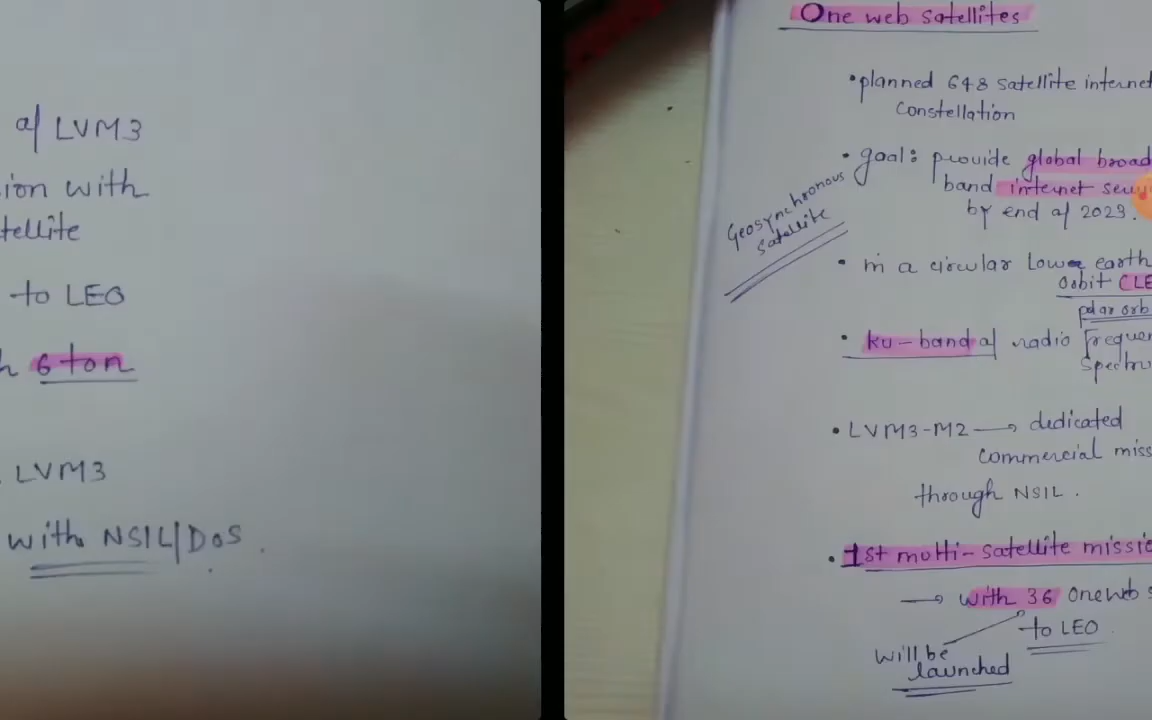 of LVM3
ion with
tellite
to LEO
h 6 ton
LVM3
with NSIL/DoS.
One web satellites
• planned 648 satellite internet
Constellation
• goal: provide global broad
band internet serv
by end of 2023.
Geosynchronous
satellite
• in a circular Lower earth
Orbit (LE
polar orb
• ku-band of radio frequen
Spectru
• LVM3-M2 → dedicated
commercial miss
through NSIL.
• 1st multi-satellite missio
→ with 36 Oneweb s
to LEO
will be
launched